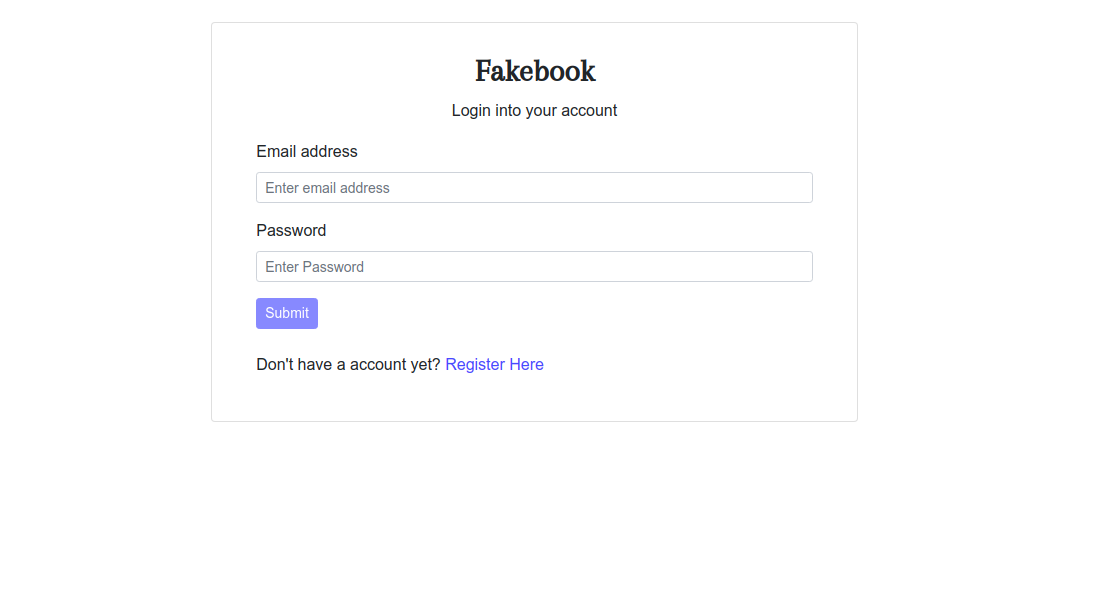 Fakebook
Login into your account
Email address
Enter email address
Password
Enter Password
Submit
Don't have a account yet? Register Here